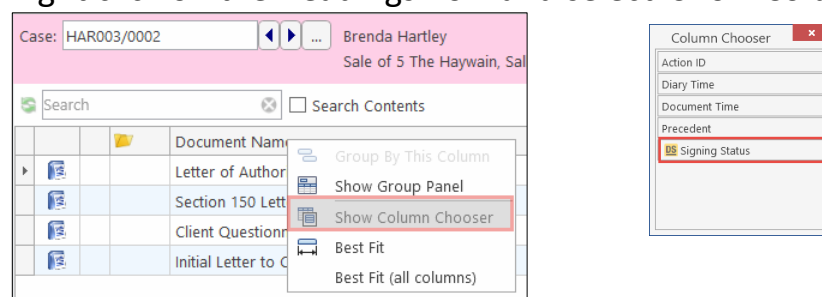 Case: HAR003/0002 ... Brenda Hartley
Sale of 5 The Haywain, Sal
Search Search Contents
Document Name
Letter of Author
Section 150 Lett
Client Questionn
Initial Letter to C
Group By This Column
Show Group Panel
Show Column Chooser
Best Fit
Best Fit (all columns)
Column Chooser
Action ID
Diary Time
Document Time
Precedent
DS Signing Status